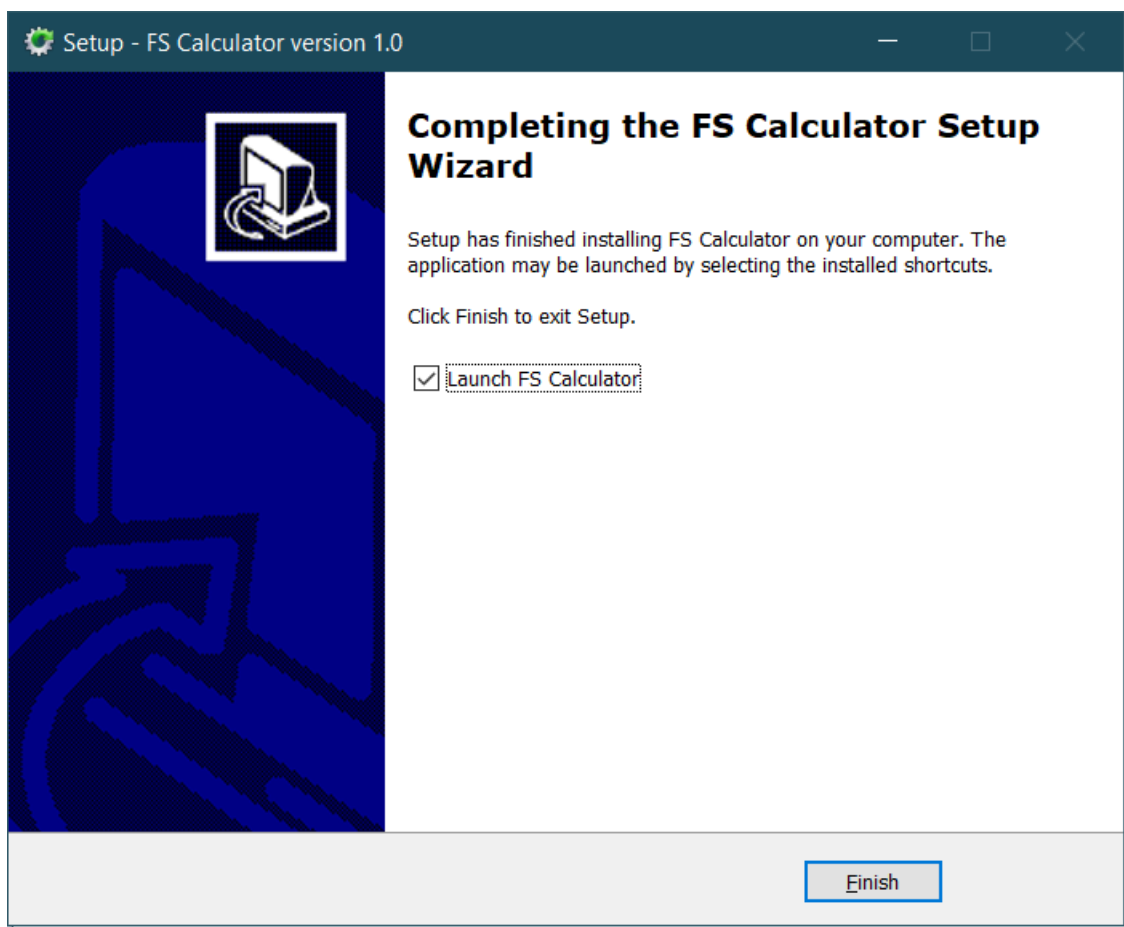 Setup - FS Calculator version 1.0
Completing the FS Calculator Setup
Wizard
Setup has finished installing FS Calculator on your computer. The
application may be launched by selecting the installed shortcuts.
Click Finish to exit Setup.
Launch FS Calculator
Finish